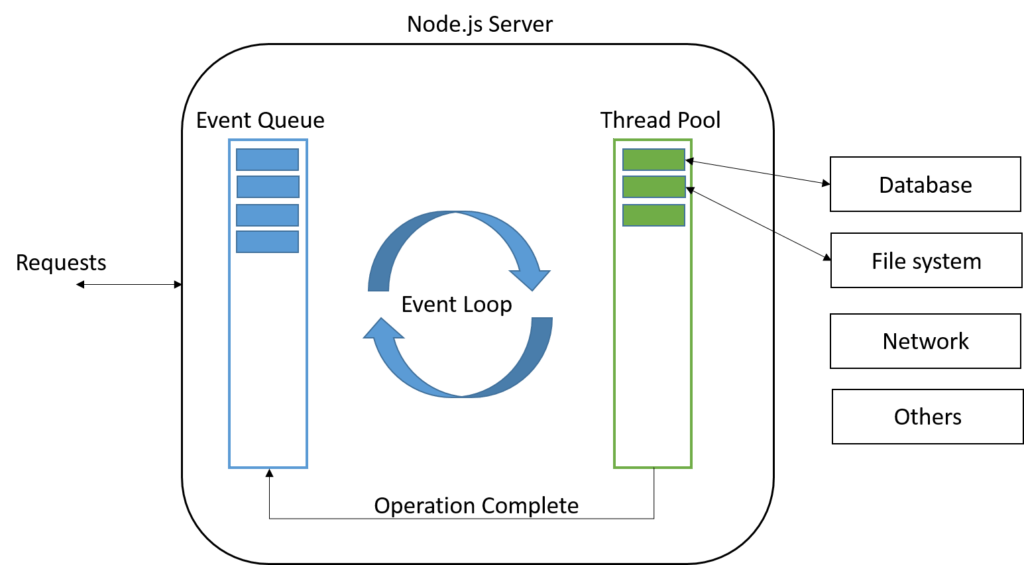 Node.js Server
Event Queue
Thread Pool
Database
Requests
File system
Event Loop
Network
Others
Operation Complete